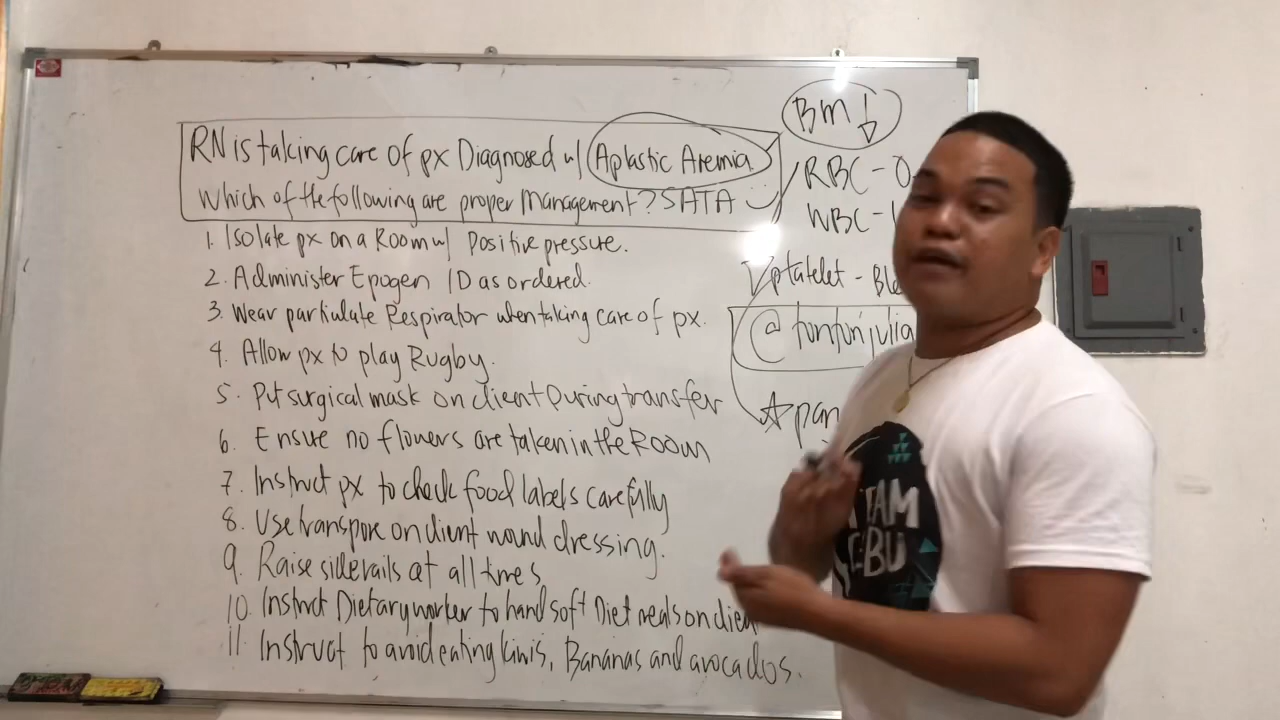 RN is taking care of px Diagnosed w/ Aplastic Anemia
Which of the following are proper Management? SATA
1. Isolate px on a Room w/ Positive pressure.
2. Administer Epogen ID as ordered.
3. Wear particulate Respirator when taking care of px.
4. Allow px to play Rugby.
5. Put surgical mask on client During transfer
6. Ensure no flowers are taken in the Room
7. Instruct px to check food labels carefully
8. Use transpore on client wound dressing.
9. Raise siderails at all times
10. Instruct Dietary worker to hand soft Diet meals on client
11. Instruct to avoid eating kiwis, Bananas and avocados.
BM ↓
RBC - O
WBC -
platelet - Ble
@tontonjulia
☆ pan
TAM
CEBU